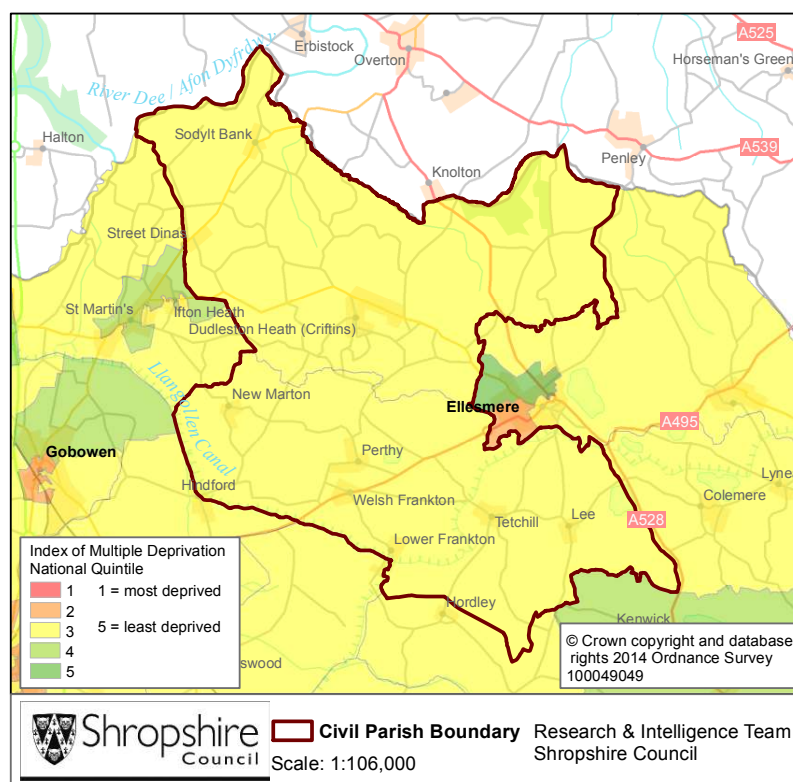 A525
Erbistock
Overton
Horseman's Green
River Dee / Afon Dyfrdwy
Halton
Sodylt Bank
Penley
A539
Knolton
Street Dinas
St Martin's
Ifton Heath
Dudleston Heath (Criftins)
Llangollen Canal
New Marton
Ellesmere
A495
Gobowen
Perthy
Hindford
Welsh Frankton
Lyne
Colemere
Tetchill
Lee
A528
Lower Frankton
Hordley
Kenwick
swood
Index of Multiple Deprivation
National Quintile
1 1 = most deprived
2
3 5 = least deprived
4
5
© Crown copyright and database
rights 2014 Ordnance Survey
100049049
Shropshire
Council
Civil Parish Boundary
Scale: 1:106,000
Research & Intelligence Team
Shropshire Council